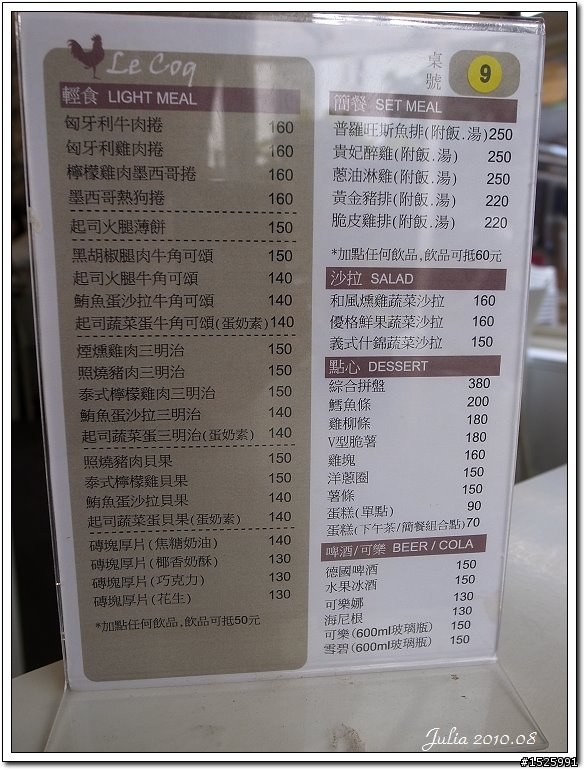 Le Coq
輕食 LIGHT MEAL
匈牙利牛肉捲 160
匈牙利雞肉捲 160
檸檬雞肉墨西哥捲 160
墨西哥熱狗捲 160
起司火腿薄餅 150
黑胡椒腿肉牛角可頌 150
起司火腿牛角可頌 140
鮪魚蛋沙拉牛角可頌 140
起司蔬菜蛋牛角可頌(蛋奶素) 140
煙燻雞肉三明治 150
照燒豬肉三明治 150
泰式檸檬雞肉三明治 150
鮪魚蛋沙拉三明治 140
起司蔬菜蛋三明治(蛋奶素) 140
照燒豬肉貝果 150
泰式檸檬雞貝果 150
鮪魚蛋沙拉貝果 140
起司蔬菜蛋貝果(蛋奶素) 140
磚塊厚片(焦糖奶油) 140
磚塊厚片(椰香奶酥) 130
磚塊厚片(巧克力) 130
磚塊厚片(花生) 130
*加點任何飲品,飲品可抵50元
桌號 9
簡餐 SET MEAL
普羅旺斯魚排(附飯.湯) 250
貴妃醉雞(附飯.湯) 250
蔥油淋雞(附飯.湯) 250
黃金豬排(附飯.湯) 220
脆皮雞排(附飯.湯) 220
*加點任何飲品,飲品可抵60元
沙拉 SALAD
和風燻雞蔬菜沙拉 160
優格鮮果蔬菜沙拉 160
義式什錦蔬菜沙拉 150
點心 DESSERT
綜合拼盤 380
鱈魚條 200
雞柳條 180
V型脆薯 180
雞塊 160
洋蔥圈 150
薯條 150
蛋糕(單點) 90
蛋糕(下午茶/簡餐組合點) 70
啤酒/可樂 BEER / COLA
德國啤酒 150
水果冰酒 150
可樂娜 130
海尼根 130
可樂(600ml玻璃瓶) 150
雪碧(600ml玻璃瓶) 150
Julia 2010.08
#1525991